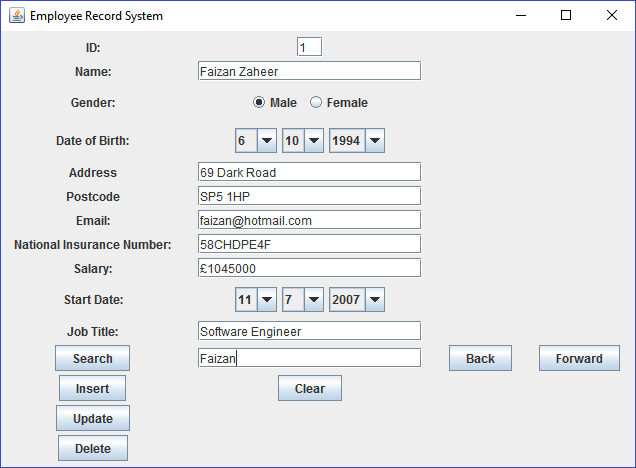 Employee Record System
ID: 1
Name: Faizan Zaheer
Gender: Male Female
Date of Birth: 6 10 1994
Address 69 Dark Road
Postcode SP5 1HP
Email: faizan@hotmail.com
National Insurance Number: 58CHDPE4F
Salary: £1045000
Start Date: 11 7 2007
Job Title: Software Engineer
Search Faizan Back Forward
Insert Clear
Update
Delete